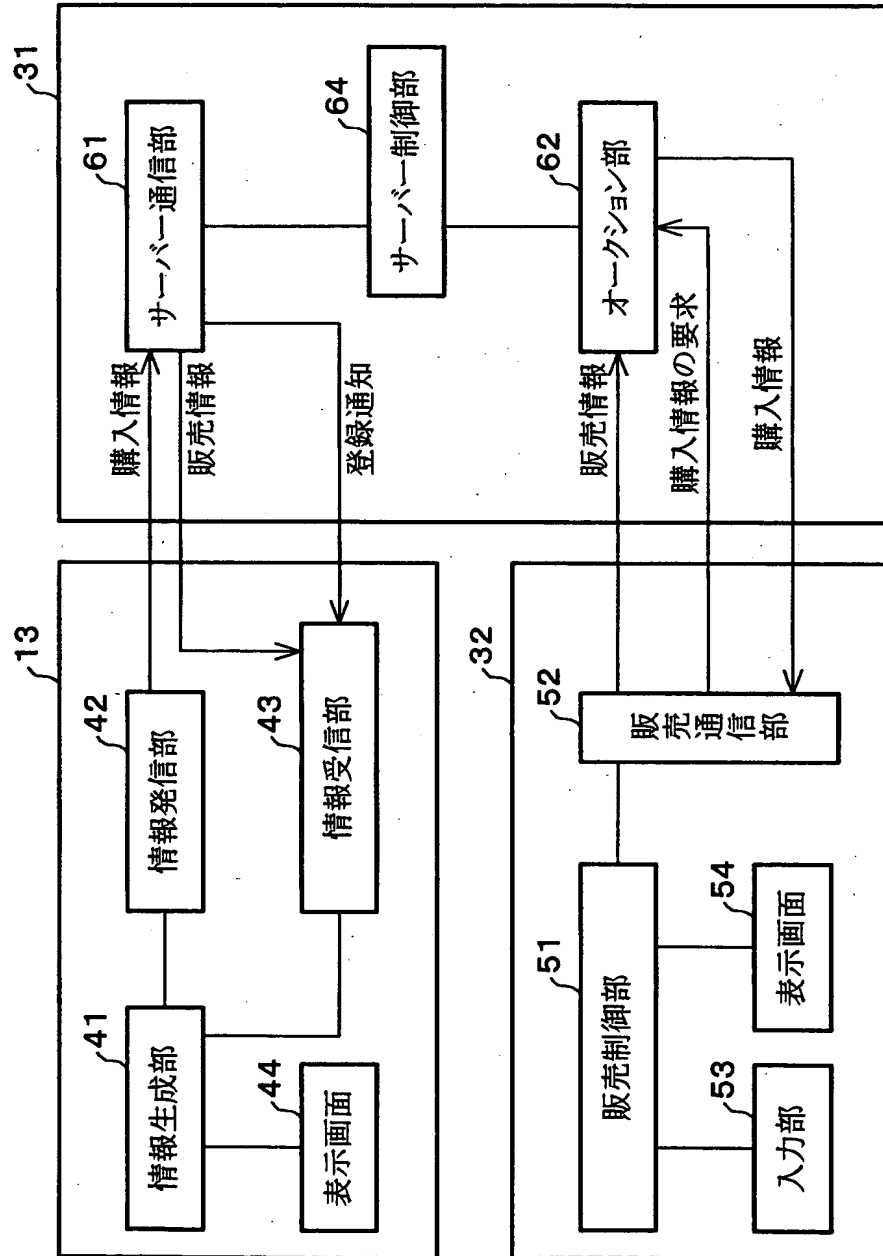 13
41
情報生成部
42
情報発信部
44
表示画面
43
情報受信部
購入情報
販売情報
登録通知
31
61
サーバー通信部
64
サーバー制御部
62
オークション部
32
51
販売制御部
52
販売通信部
53
入力部
54
表示画面
販売情報
購入情報の要求
購入情報